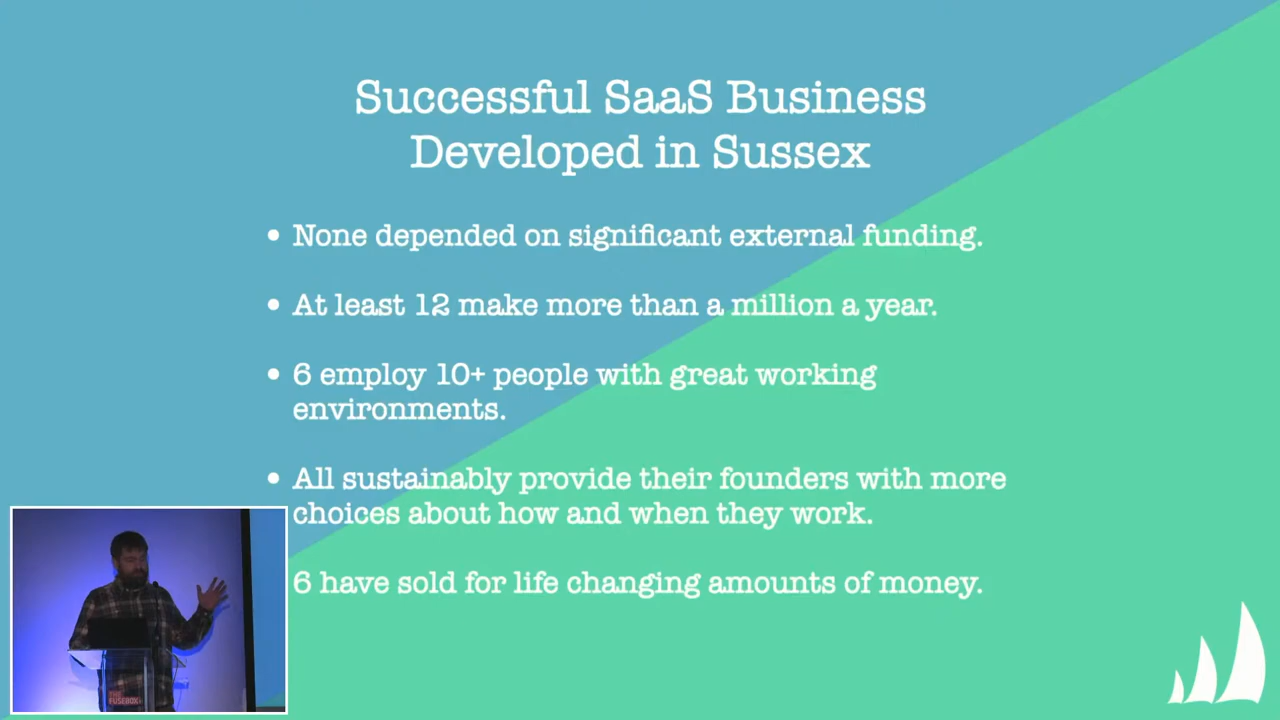 Successful SaaS Business
Developed in Sussex
• None depended on significant external funding.
• At least 12 make more than a million a year.
• 6 employ 10+ people with great working
environments.
• All sustainably provide their founders with more
choices about how and when they work.
6 have sold for life changing amounts of money.
THE
FUSEBOX